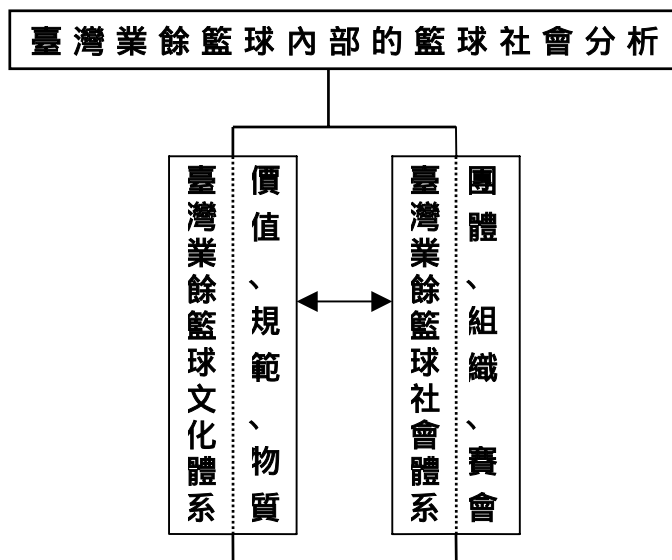 臺灣業餘籃球內部的籃球社會分析
臺灣業餘籃球文化體系
價值、規範、物質
臺灣業餘籃球社會體系
團體、組織、賽會